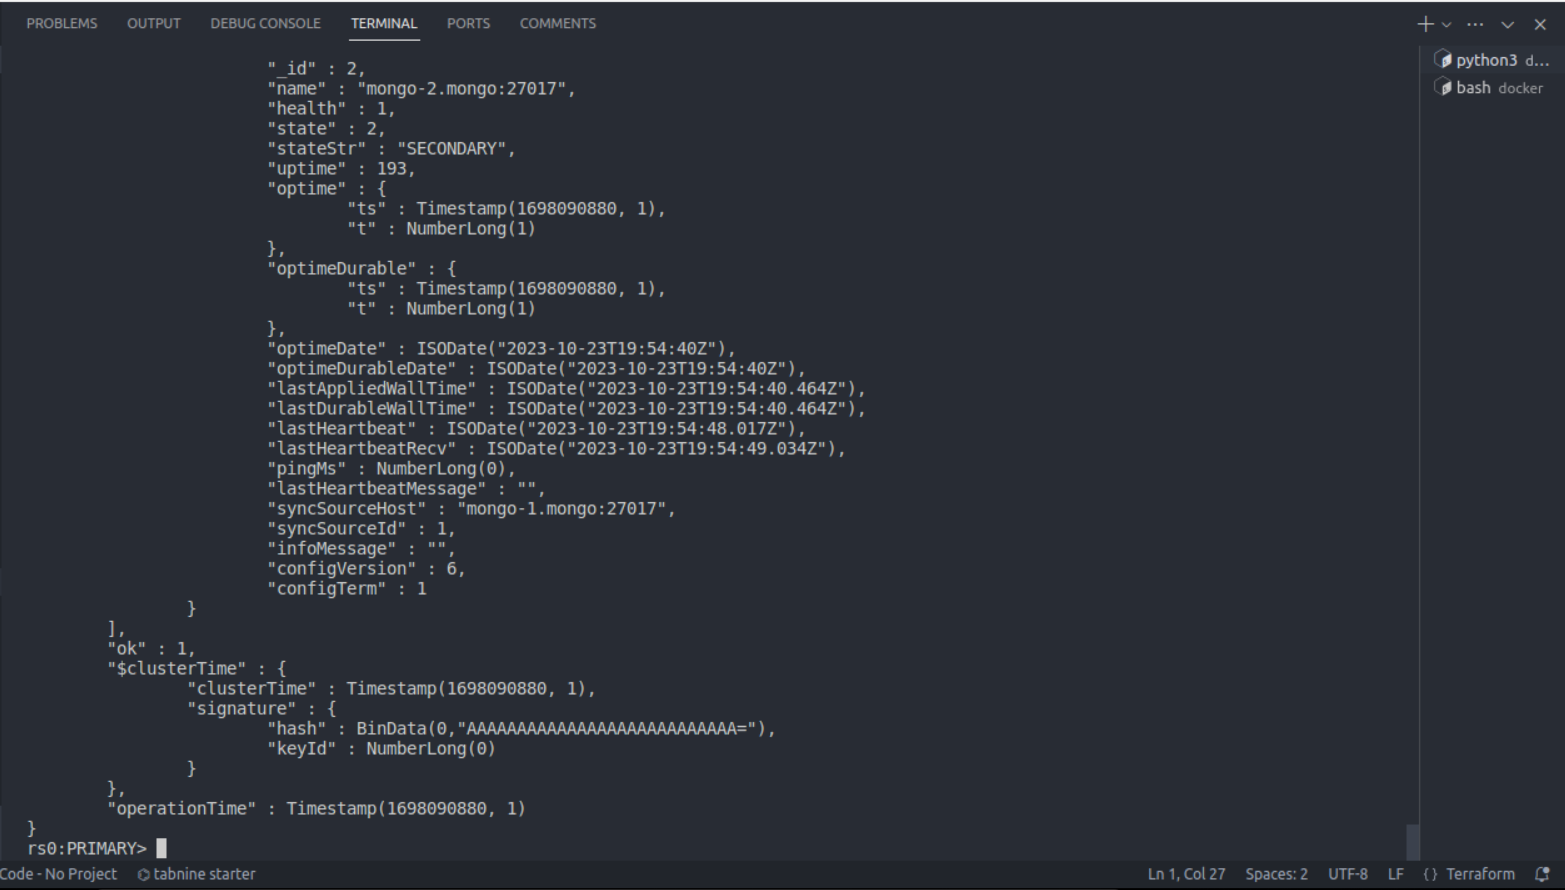 PROBLEMS OUTPUT DEBUG CONSOLE TERMINAL PORTS COMMENTS
python3 d...
bash docker
"_id" : 2,
"name" : "mongo-2.mongo:27017",
"health" : 1,
"state" : 2,
"stateStr" : "SECONDARY",
"uptime" : 193,
"optime" : {
"ts" : Timestamp(1698090880, 1),
"t" : NumberLong(1)
},
"optimeDurable" : {
"ts" : Timestamp(1698090880, 1),
"t" : NumberLong(1)
},
"optimeDate" : ISODate("2023-10-23T19:54:40Z"),
"optimeDurableDate" : ISODate("2023-10-23T19:54:40Z"),
"lastAppliedWallTime" : ISODate("2023-10-23T19:54:40.464Z"),
"lastDurableWallTime" : ISODate("2023-10-23T19:54:40.464Z"),
"lastHeartbeat" : ISODate("2023-10-23T19:54:48.017Z"),
"lastHeartbeatRecv" : ISODate("2023-10-23T19:54:49.034Z"),
"pingMs" : NumberLong(0),
"lastHeartbeatMessage" : "",
"syncSourceHost" : "mongo-1.mongo:27017",
"syncSourceId" : 1,
"infoMessage" : "",
"configVersion" : 6,
"configTerm" : 1
}
],
"ok" : 1,
"$clusterTime" : {
"clusterTime" : Timestamp(1698090880, 1),
"signature" : {
"hash" : BinData(0,"AAAAAAAAAAAAAAAAAAAAAAAAAAA="),
"keyId" : NumberLong(0)
}
},
"operationTime" : Timestamp(1698090880, 1)
}
rs0:PRIMARY>
Code - No Project tabnine starter Ln 1, Col 27 Spaces: 2 UTF-8 LF {} Terraform